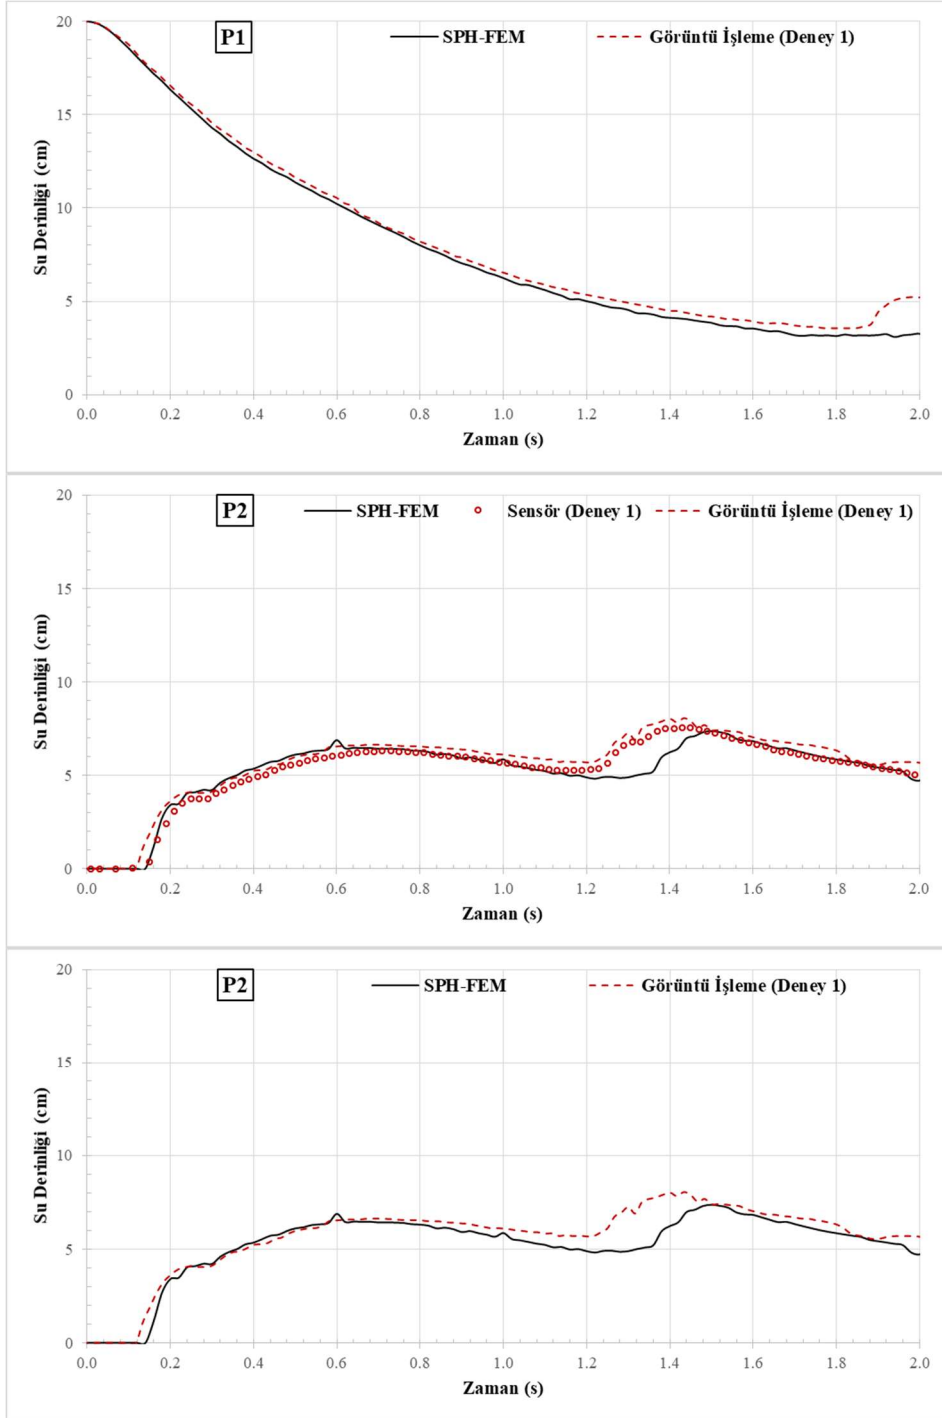 P1
SPH-FEM
Görüntü İşleme (Deney 1)
20
15
10
5
0
Su Derinliği (cm)
0.0 0.2 0.4 0.6 0.8 1.0 1.2 1.4 1.6 1.8 2.0
Zaman (s)
P2
SPH-FEM
Sensör (Deney 1)
Görüntü İşleme (Deney 1)
20
15
10
5
0
Su Derinliği (cm)
0.0 0.2 0.4 0.6 0.8 1.0 1.2 1.4 1.6 1.8 2.0
Zaman (s)
P2
SPH-FEM
Görüntü İşleme (Deney 1)
20
15
10
5
0
Su Derinliği (cm)
0.0 0.2 0.4 0.6 0.8 1.0 1.2 1.4 1.6 1.8 2.0
Zaman (s)